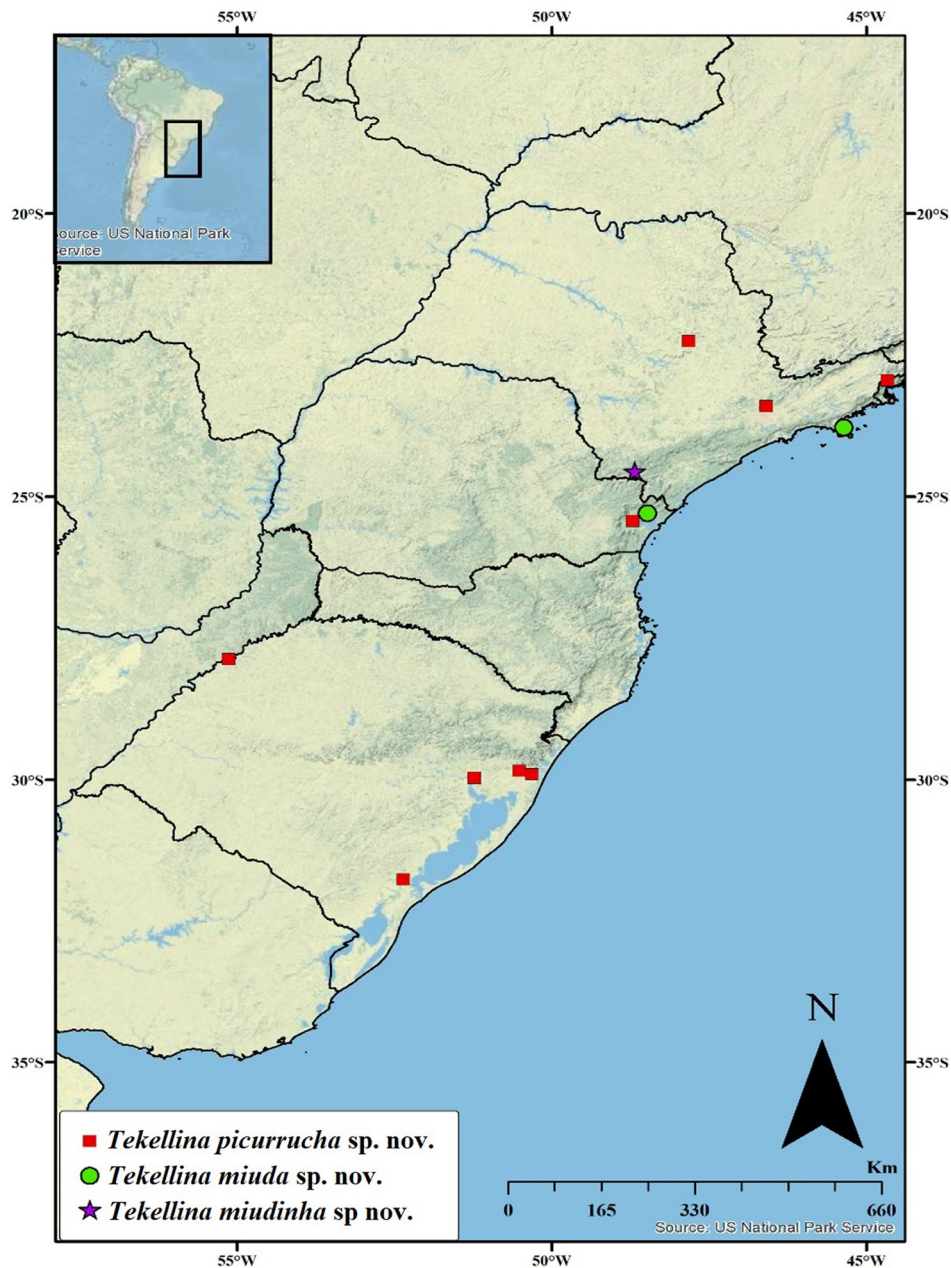 55°W 50°W 45°W
Source: US National Park
Service
20°S 20°S
25°S 25°S
30°S 30°S
35°S 35°S
N
Tekellina picurrucha sp. nov.
Tekellina miuda sp. nov.
Tekellina miudinha sp nov.
Km
0 165 330 660
Source: US National Park Service
55°W 50°W 45°W